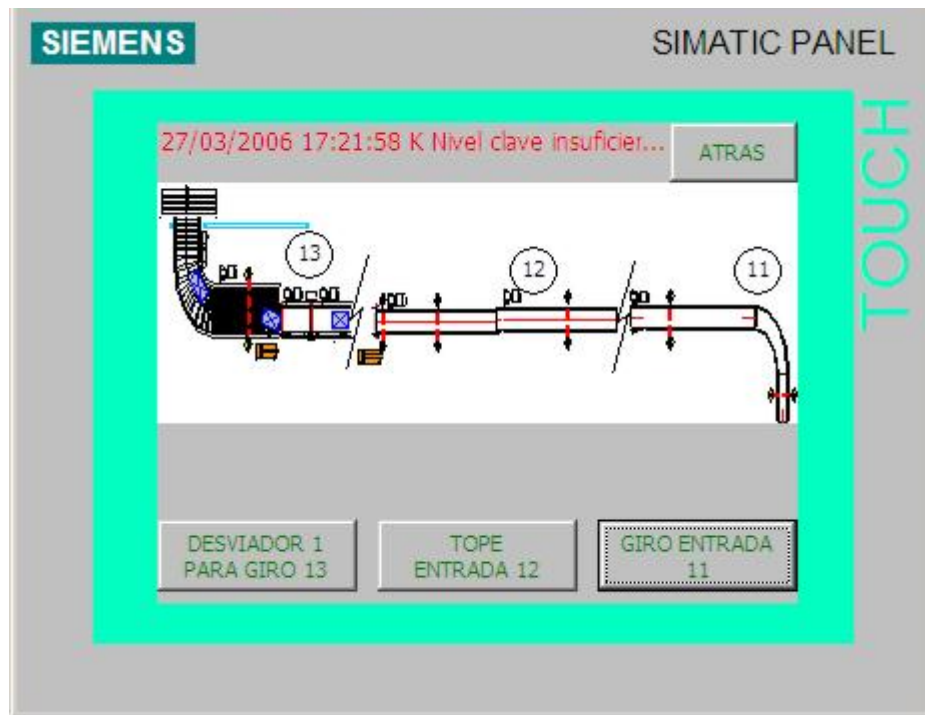 SIEMENS
SIMATIC PANEL
TOUCH
27/03/2006 17:21:58 K Nivel clave insuficier...
ATRAS
13
12
11
DESVIADOR 1
PARA GIRO 13
TOPE
ENTRADA 12
GIRO ENTRADA
11